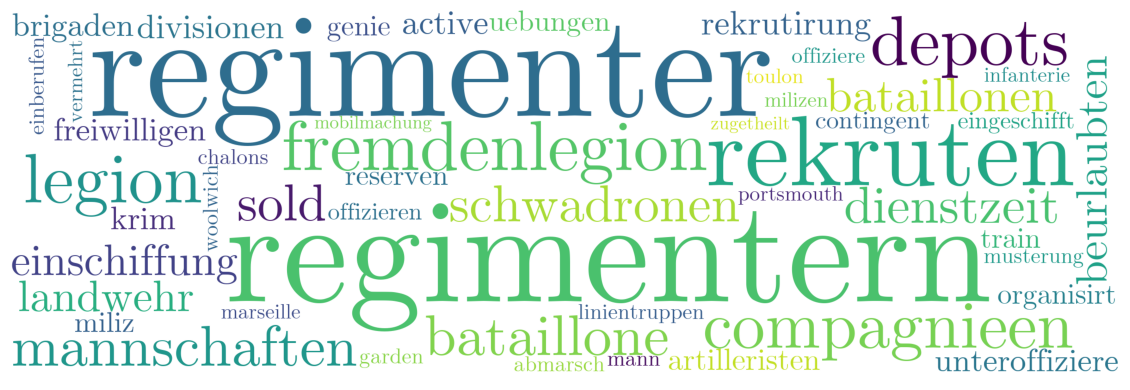 brigaden
divisionen
genie
active
uebungen
rekrutirung
depots
einberufen
vermehrt
regimenter
offiziere
infanterie
toulon
milizen
bataillonen
beurlaubten
freiwilligen
mobilmachung
fremdenlegion
zugetheilt
contingent
eingeschifft
chalons
rekruten
legion
woolwich
reserven
krim
sold
offizieren
schwadronen
portsmouth
dienstzeit
einschiffung
regimentern
train
musterung
landwehr
organisirt
miliz
marseille
linientruppen
mannschaften
garden
bataillone
compagnieen
abmarsch
mann
artilleristen
unteroffiziere